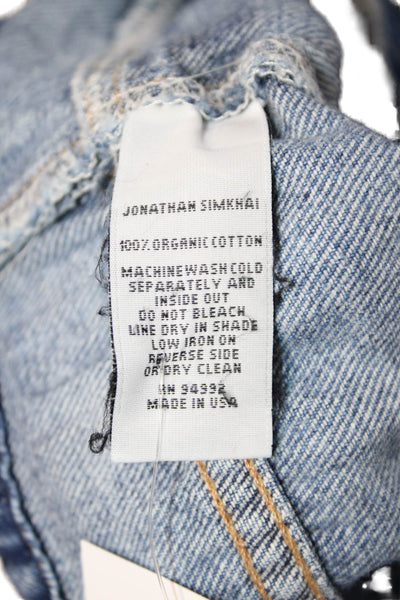 JONATHAN SIMKHAI
100% ORGANIC COTTON
MACHINE WASH COLD
SEPARATELY AND
INSIDE OUT
DO NOT BLEACH
LINE DRY IN SHADE
LOW IRON ON
REVERSE SIDE
OR DRY CLEAN
RN 94992
MADE IN USA